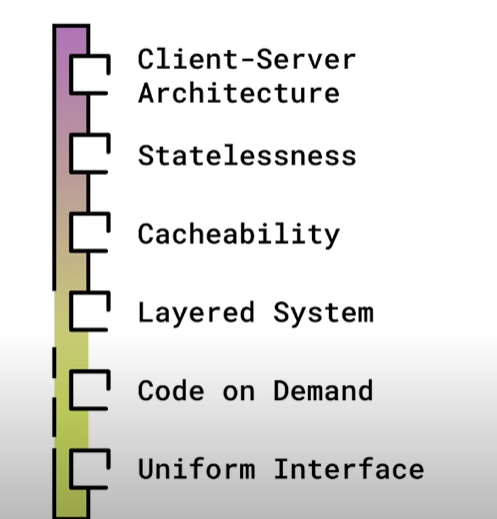 Client-Server
Architecture
Statelessness
Cacheability
Layered System
Code on Demand
Uniform Interface